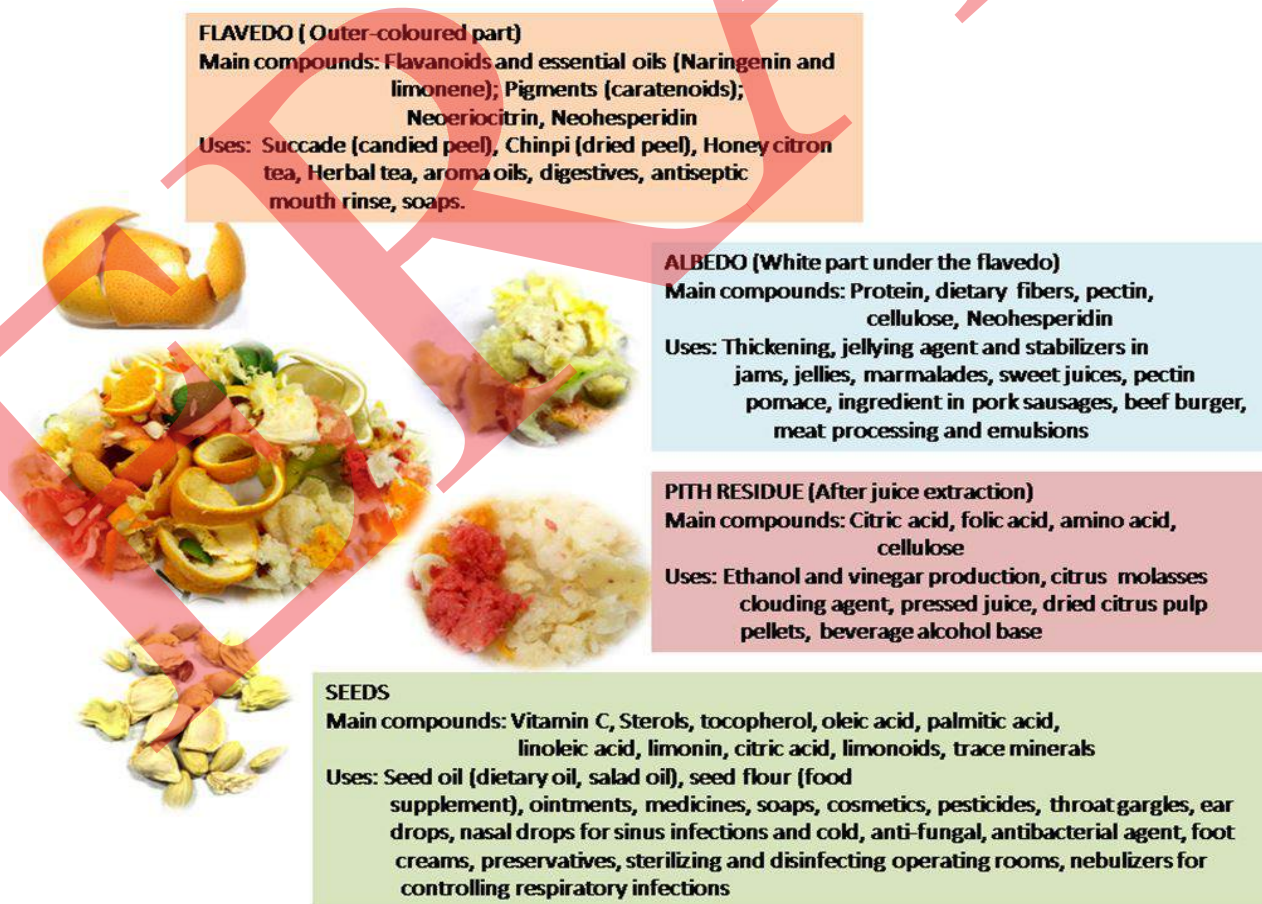 FLAVEDO ( Outer-coloured part)
Main compounds: Flavanoids and essential oils (Naringenin and
limonene); Pigments (caratenoids);
Neoeriocitrin, Neohesperidin
Uses: Succade (candied peel), Chinpi (dried peel), Honey citron
tea, Herbal tea, aroma oils, digestives, antiseptic
mouth rinse, soaps.
ALBEDO (White part under the flavedo)
Main compounds: Protein, dietary fibers, pectin,
cellulose, Neohesperidin
Uses: Thickening, jellying agent and stabilizers in
jams, jellies, marmalades, sweet juices, pectin
pomace, ingredient in pork sausages, beef burger,
meat processing and emulsions
PITH RESIDUE (After juice extraction)
Main compounds: Citric acid, folic acid, amino acid,
cellulose
Uses: Ethanol and vinegar production, citrus molasses
clouding agent, pressed juice, dried citrus pulp
pellets, beverage alcohol base
SEEDS
Main compounds: Vitamin C, Sterols, tocopherol, oleic acid, palmitic acid,
linoleic acid, limonin, citric acid, limonoids, trace minerals
Uses: Seed oil (dietary oil, salad oil), seed flour (food
supplement), ointments, medicines, soaps, cosmetics, pesticides, throat gargles, ear
drops, nasal drops for sinus infections and cold, anti-fungal, antibacterial agent, foot
creams, preservatives, sterilizing and disinfecting operating rooms, nebulizers for
controlling respiratory infections